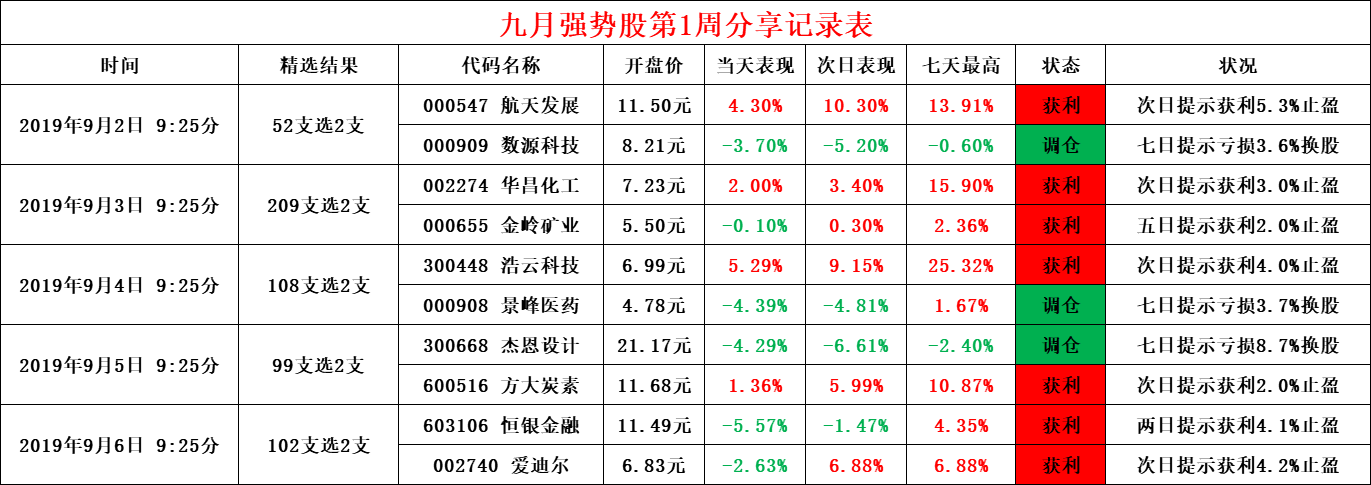 九月强势股第1周分享记录表
时间 精选结果 代码名称 开盘价 当天表现 次日表现 七天最高 状态 状况
2019年9月2日 9:25分 52支选2支 000547 航天发展 11.50元 4.30% 10.30% 13.91% 获利 次日提示获利5.3%止盈
000909 数源科技 8.21元 -3.70% -5.20% -0.60% 调仓 七日提示亏损3.6%换股
2019年9月3日 9:25分 209支选2支 002274 华昌化工 7.23元 2.00% 3.40% 15.90% 获利 次日提示获利3.0%止盈
000655 金岭矿业 5.50元 -0.10% 0.30% 2.36% 获利 五日提示获利2.0%止盈
2019年9月4日 9:25分 108支选2支 300448 浩云科技 6.99元 5.29% 9.15% 25.32% 获利 次日提示获利4.0%止盈
000908 景峰医药 4.78元 -4.39% -4.81% 1.67% 调仓 七日提示亏损3.7%换股
2019年9月5日 9:25分 99支选2支 300668 杰恩设计 21.17元 -4.29% -6.61% -2.40% 调仓 七日提示亏损8.7%换股
600516 方大炭素 11.68元 1.36% 5.99% 10.87% 获利 次日提示获利2.0%止盈
2019年9月6日 9:25分 102支选2支 603106 恒银金融 11.49元 -5.57% -1.47% 4.35% 获利 两日提示获利4.1%止盈
002740 爱迪尔 6.83元 -2.63% 6.88% 6.88% 获利 次日提示获利4.2%止盈